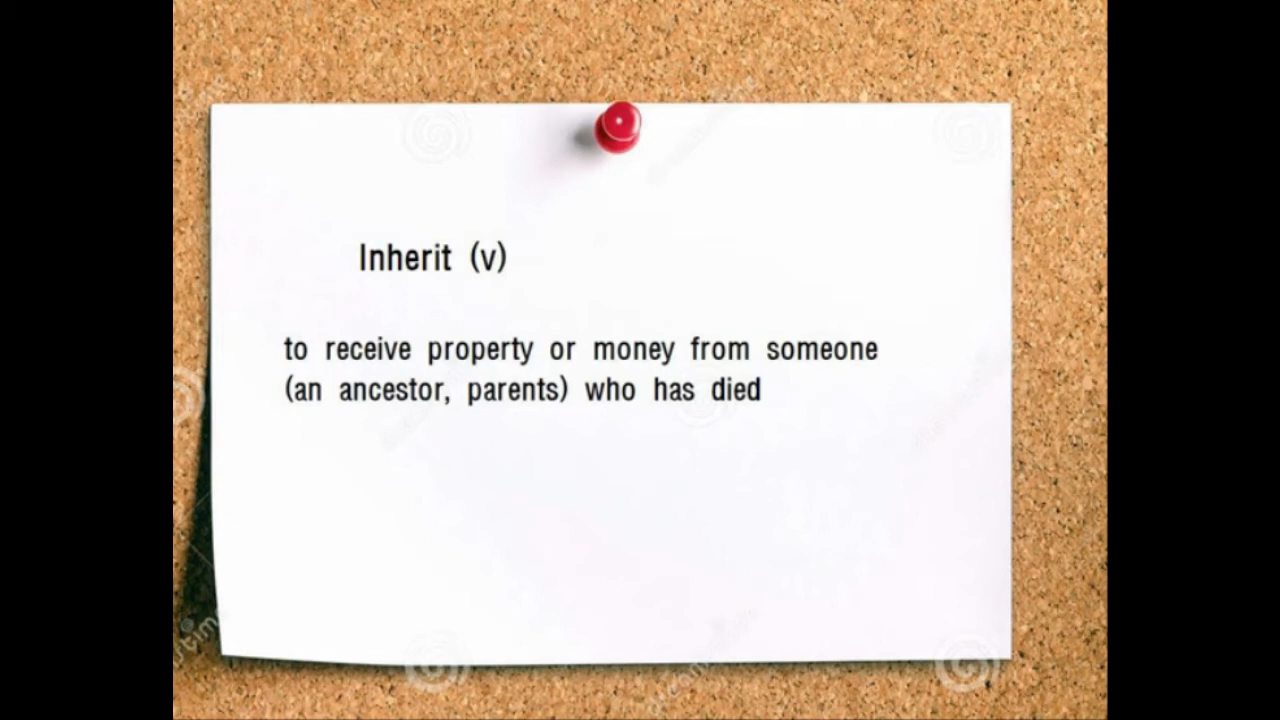 Inherit (v)
to receive property or money from someone
(an ancestor, parents) who has died